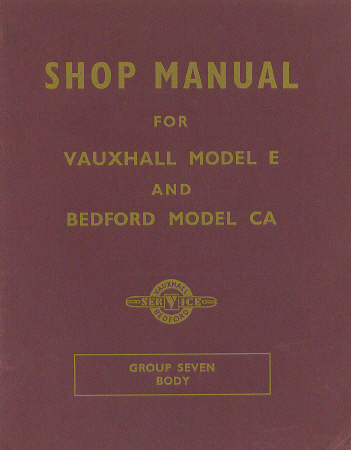 SHOP MANUAL
FOR
VAUXHALL MODEL E
AND
BEDFORD MODEL CA
VAUXHALL
SERVICE
BEDFORD
GROUP SEVEN
BODY